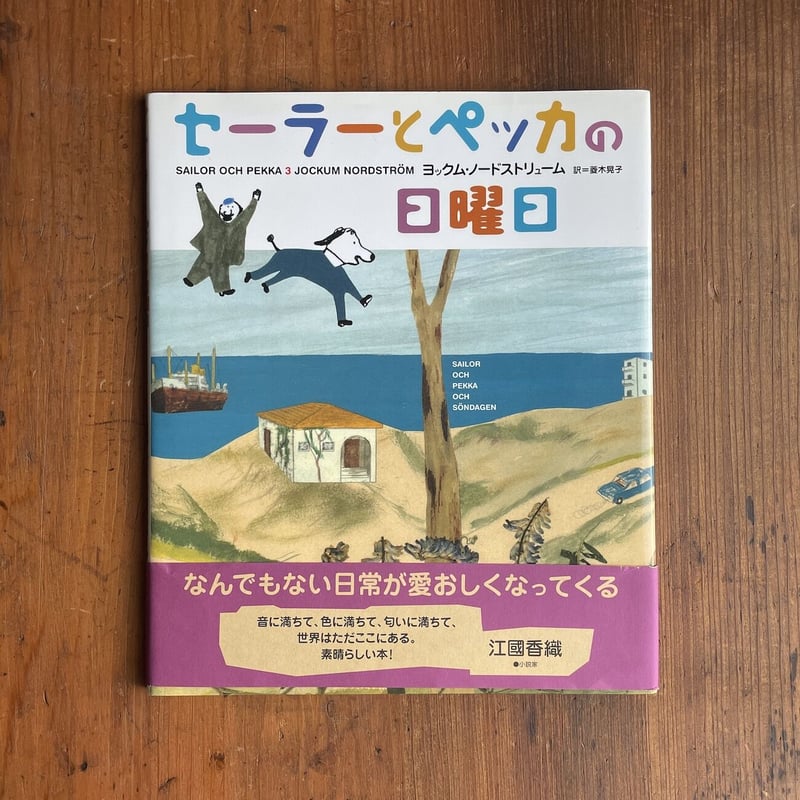 セーラーとペッカの
SAILOR OCH PEKKA 3 JOCKUM NORDSTRÖM ヨックム・ノードストリューム 訳=菱木晃子
日曜日
SAILOR
OCH
PEKKA
OCH
SÖNDAGEN
なんでもない日常が愛おしくなってくる
音に満ちて、色に満ちて、匂いに満ちて、
世界はただここにある。
素晴らしい本!
江國香織
●小説家